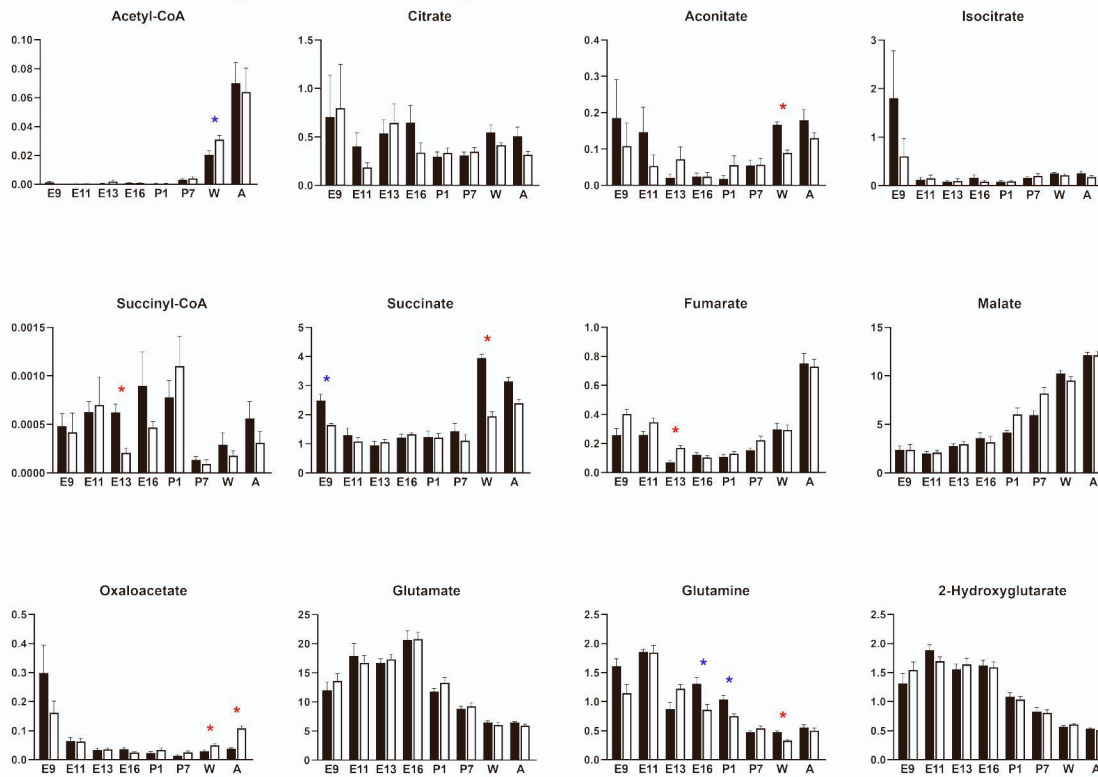 Acetyl-CoA
0.10
0.08
0.06
0.04
0.02
0.00
*
E9 E11 E13 E16 P1 P7 W A
Citrate
1.5
1.0
0.5
0.0
E9 E11 E13 E16 P1 P7 W A
Aconitate
0.4
0.3
0.2
0.1
0.0
*
E9 E11 E13 E16 P1 P7 W A
Isocitrate
3
2
1
0
E9 E11 E13 E16 P1 P7 W A
Succinyl-CoA
0.0015
0.0010
0.0005
0.0000
*
E9 E11 E13 E16 P1 P7 W A
Succinate
5
4
3
2
1
0
* *
E9 E11 E13 E16 P1 P7 W A
Fumarate
1.0
0.8
0.6
0.4
0.2
0.0
*
E9 E11 E13 E16 P1 P7 W A
Malate
15
10
5
0
E9 E11 E13 E16 P1 P7 W A
Oxaloacetate
0.5
0.4
0.3
0.2
0.1
0.0
* *
E9 E11 E13 E16 P1 P7 W A
Glutamate
25
20
15
10
5
0
E9 E11 E13 E16 P1 P7 W A
Glutamine
2.5
2.0
1.5
1.0
0.5
0.0
* * *
E9 E11 E13 E16 P1 P7 W A
2-Hydroxyglutarate
2.5
2.0
1.5
1.0
0.5
0.0
E9 E11 E13 E16 P1 P7 W A